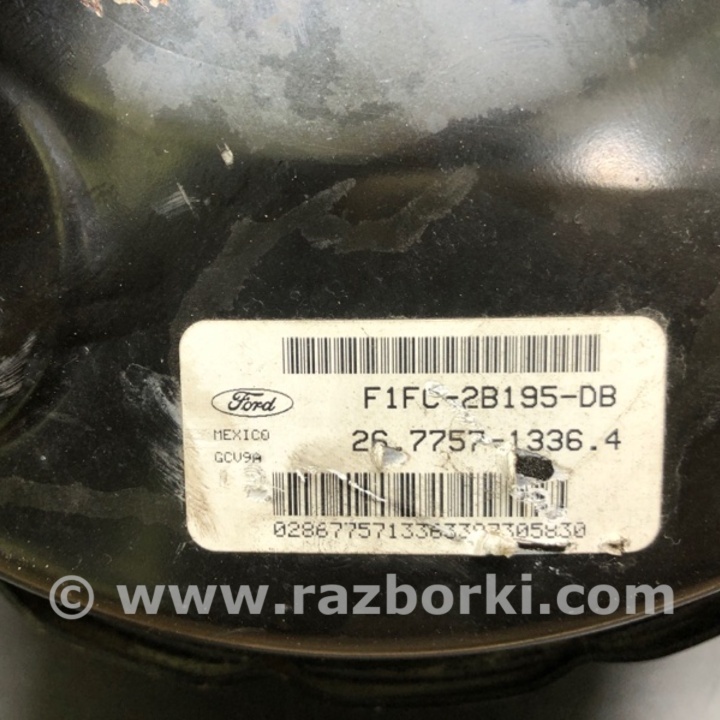 Ford
F1FC-2B195-DB
MEXICO
26.7757-1336.4
GCV9A
© www.razborki.com